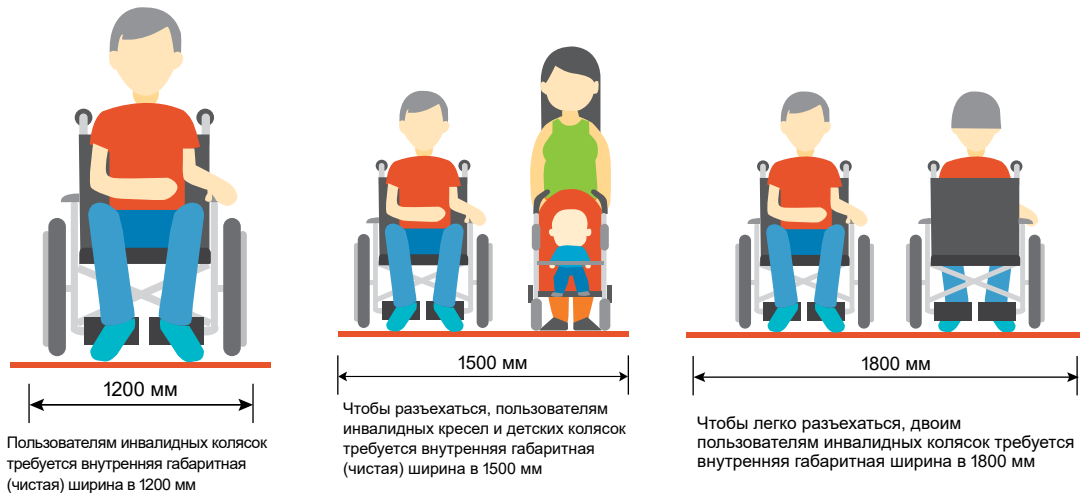 1200 мм
Пользователям инвалидных колясок
требуется внутренняя габаритная
(чистая) ширина в 1200 мм
1500 мм
Чтобы разъехаться, пользователям
инвалидных кресел и детских колясок
требуется внутренняя габаритная
(чистая) ширина в 1500 мм
1800 мм
Чтобы легко разъехаться, двоим
пользователям инвалидных колясок требуется
внутренняя габаритная ширина в 1800 мм